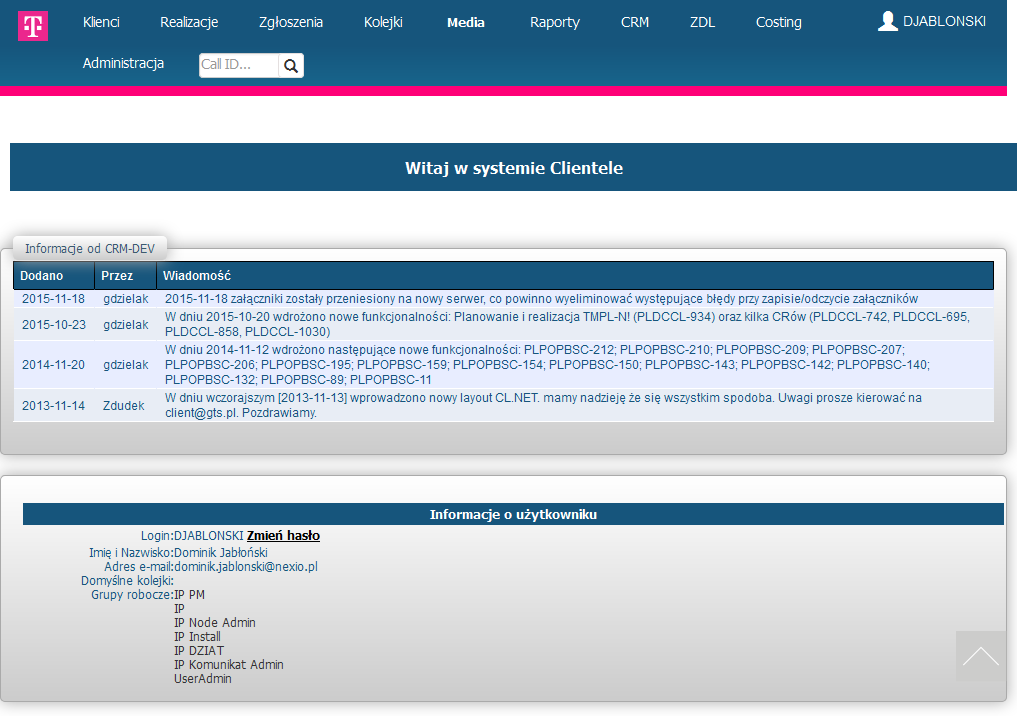 T
Klienci Realizacje Zgłoszenia Kolejki Media Raporty CRM ZDL Costing DJABLONSKI
Administracja Call ID...
Witaj w systemie Clientele
Informacje od CRM-DEV
Dodano Przez Wiadomość
2015-11-18 gdzielak 2015-11-18 załączniki zostały przeniesiony na nowy serwer, co powinno wyeliminować występujące błędy przy zapisie/odczycie załączników
2015-10-23 gdzielak W dniu 2015-10-20 wdrożono nowe funkcjonalności: Planowanie i realizacja TMPL-N! (PLDCCL-934) oraz kilka CRów (PLDCCL-742, PLDCCL-695,
PLDCCL-858, PLDCCL-1030)
2014-11-20 gdzielak W dniu 2014-11-12 wdrożono następujące nowe funkcjonalności: PLPOPBSC-212; PLPOPBSC-210; PLPOPBSC-209; PLPOPBSC-207;
PLPOPBSC-206; PLPOPBSC-195; PLPOPBSC-159; PLPOPBSC-154; PLPOPBSC-150; PLPOPBSC-143; PLPOPBSC-142; PLPOPBSC-140;
PLPOPBSC-132; PLPOPBSC-89; PLPOPBSC-11
2013-11-14 Zdudek W dniu wczorajszym [2013-11-13] wprowadzono nowy layout CL.NET. mamy nadzieję że się wszystkim spodoba. Uwagi prosze kierować na
client@gts.pl. Pozdrawiamy.
Informacje o użytkowniku
Login:DJABLONSKI Zmień hasło
Imię i Nazwisko:Dominik Jabłoński
Adres e-mail:dominik.jablonski@nexio.pl
Domyślne kolejki:
Grupy robocze:IP PM
IP
IP Node Admin
IP Install
IP DZIAT
IP Komunikat Admin
UserAdmin